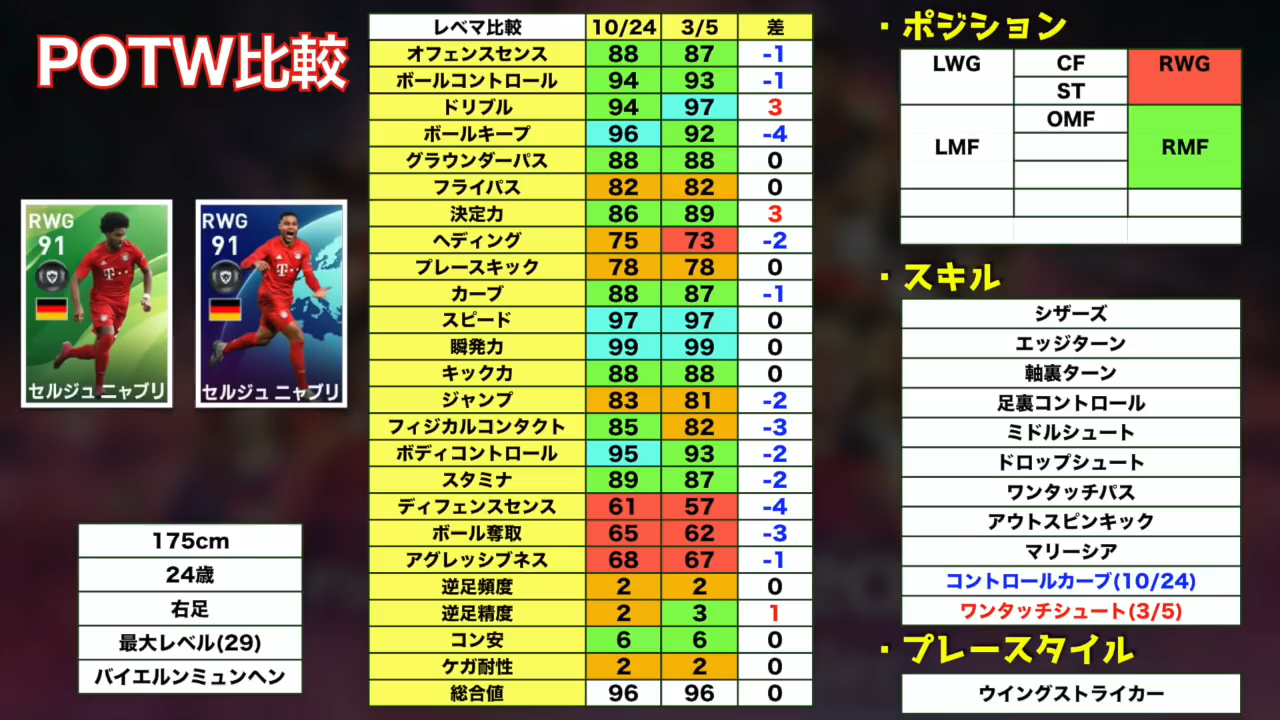 POTW比較
RWG
91
セルジュ ニャブリ
RWG
91
セルジュ ニャブリ
175cm
24歳
右足
最大レベル(29)
バイエルンミュンヘン
レベマ比較 10/24 3/5 差
オフェンスセンス 88 87 -1
ボールコントロール 94 93 -1
ドリブル 94 97 3
ボールキープ 96 92 -4
グラウンダーパス 88 88 0
フライパス 82 82 0
決定力 86 89 3
ヘディング 75 73 -2
プレースキック 78 78 0
カーブ 88 87 -1
スピード 97 97 0
瞬発力 99 99 0
キック力 88 88 0
ジャンプ 83 81 -2
フィジカルコンタクト 85 82 -3
ボディコントロール 95 93 -2
スタミナ 89 87 -2
ディフェンスセンス 61 57 -4
ボール奪取 65 62 -3
アグレッシブネス 68 67 -1
逆足頻度 2 2 0
逆足精度 2 3 1
コン安 6 6 0
ケガ耐性 2 2 0
総合値 96 96 0
・ポジション
LWG CF RWG
ST
OMF
LMF RMF
・スキル
シザーズ
エッジターン
軸裏ターン
足裏コントロール
ミドルシュート
ドロップシュート
ワンタッチパス
アウトスピンキック
マリーシア
コントロールカーブ(10/24)
ワンタッチシュート(3/5)
・プレースタイル
ウイングストライカー